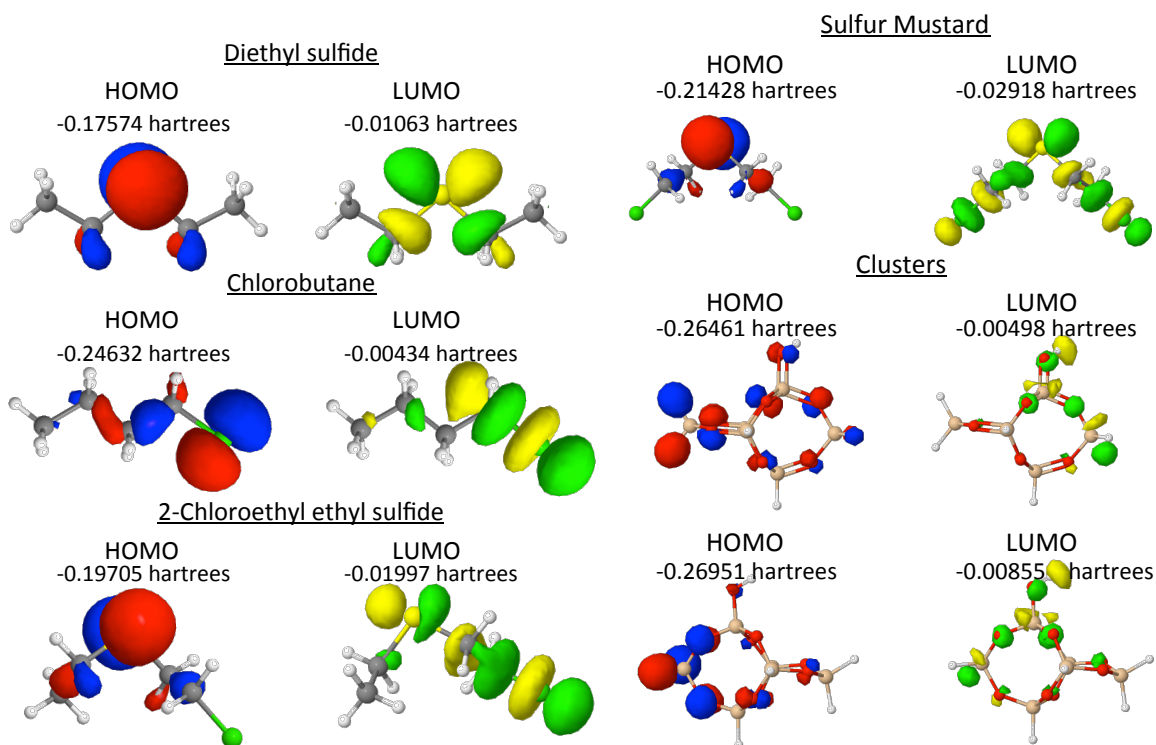 Diethyl sulfide
HOMO
LUMO
-0.17574 hartrees
-0.01063 hartrees
Chlorobutane
HOMO
LUMO
-0.24632 hartrees
-0.00434 hartrees
2-Chloroethyl ethyl sulfide
HOMO
LUMO
-0.19705 hartrees
-0.01997 hartrees
Sulfur Mustard
HOMO
LUMO
-0.21428 hartrees
-0.02918 hartrees
Clusters
HOMO
LUMO
-0.26461 hartrees
-0.00498 hartrees
HOMO
LUMO
-0.26951 hartrees
hartrees